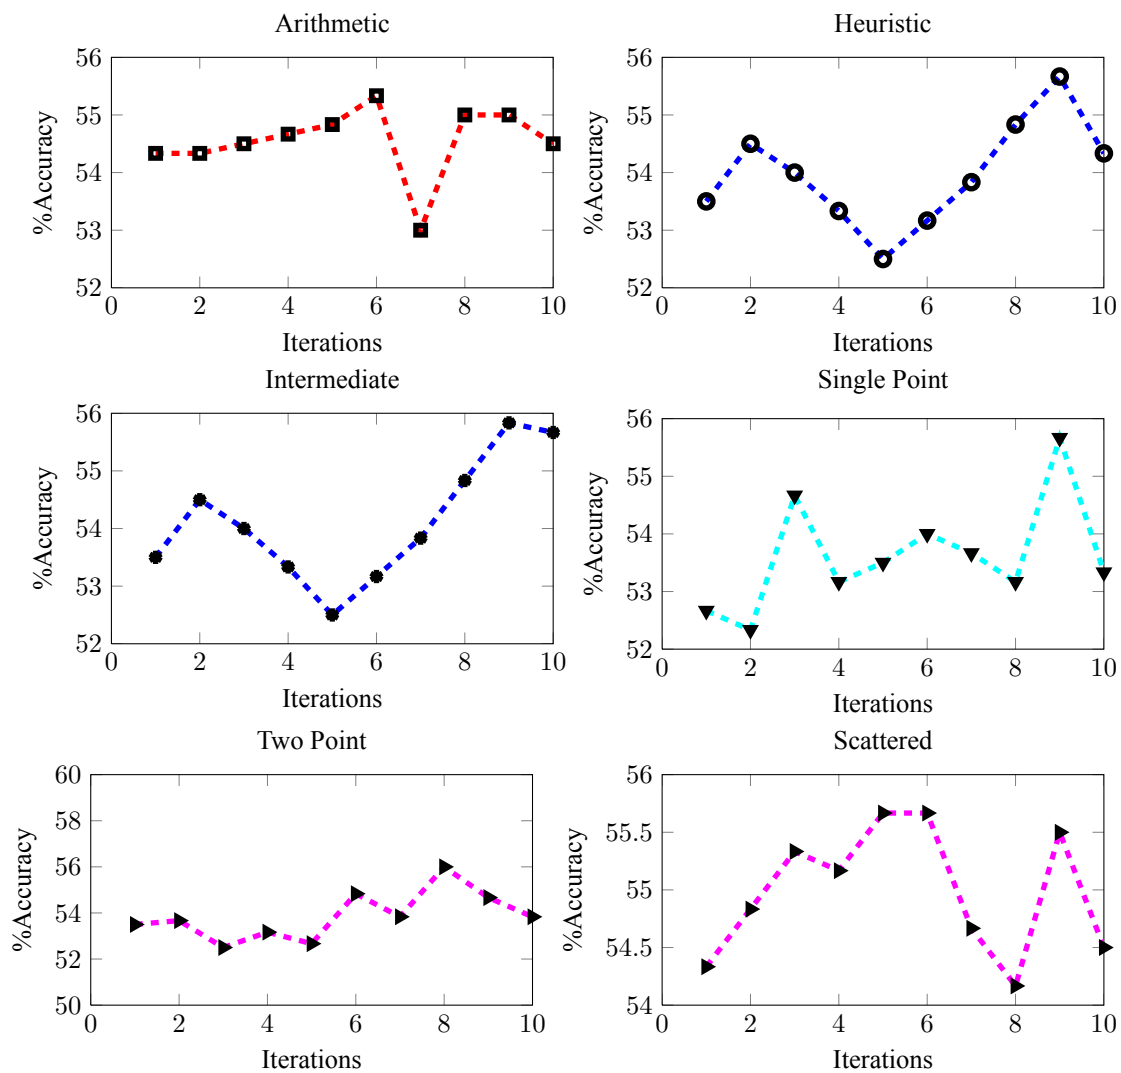 Arithmetic
56
55
54
53
52
0 2 4 6 8 10
%Accuracy
Iterations
Heuristic
56
55
54
53
52
0 2 4 6 8 10
%Accuracy
Iterations
Intermediate
56
55
54
53
52
0 2 4 6 8 10
%Accuracy
Iterations
Single Point
56
55
54
53
52
0 2 4 6 8 10
%Accuracy
Iterations
Two Point
60
58
56
54
52
50
0 2 4 6 8 10
%Accuracy
Iterations
Scattered
56
55.5
55
54.5
54
0 2 4 6 8 10
%Accuracy
Iterations